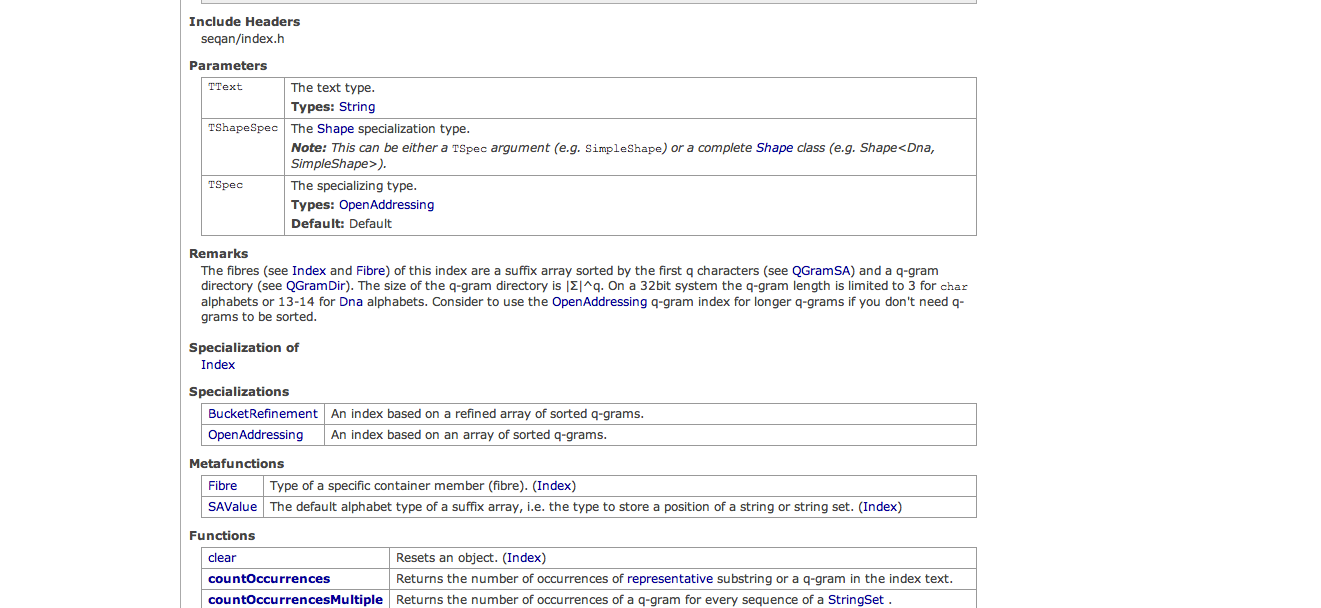 Include Headers
seqan/index.h
Parameters
TText The text type.
Types: String
TShapeSpec The Shape specialization type.
Note: This can be either a TSpec argument (e.g. SimpleShape) or a complete Shape class (e.g. Shape<Dna,
SimpleShape>).
TSpec The specializing type.
Types: OpenAddressing
Default: Default
Remarks
The fibres (see Index and Fibre) of this index are a suffix array sorted by the first q characters (see QGramSA) and a q-gram
directory (see QGramDir). The size of the q-gram directory is |Σ|^q. On a 32bit system the q-gram length is limited to 3 for char
alphabets or 13-14 for Dna alphabets. Consider to use the OpenAddressing q-gram index for longer q-grams if you don't need q-
grams to be sorted.
Specialization of
Index
Specializations
BucketRefinement An index based on a refined array of sorted q-grams.
OpenAddressing An index based on an array of sorted q-grams.
Metafunctions
Fibre Type of a specific container member (fibre). (Index)
SAValue The default alphabet type of a suffix array, i.e. the type to store a position of a string or string set. (Index)
Functions
clear Resets an object. (Index)
countOccurrences Returns the number of occurrences of representative substring or a q-gram in the index text.
countOccurrencesMultiple Returns the number of occurrences of a q-gram for every sequence of a StringSet .